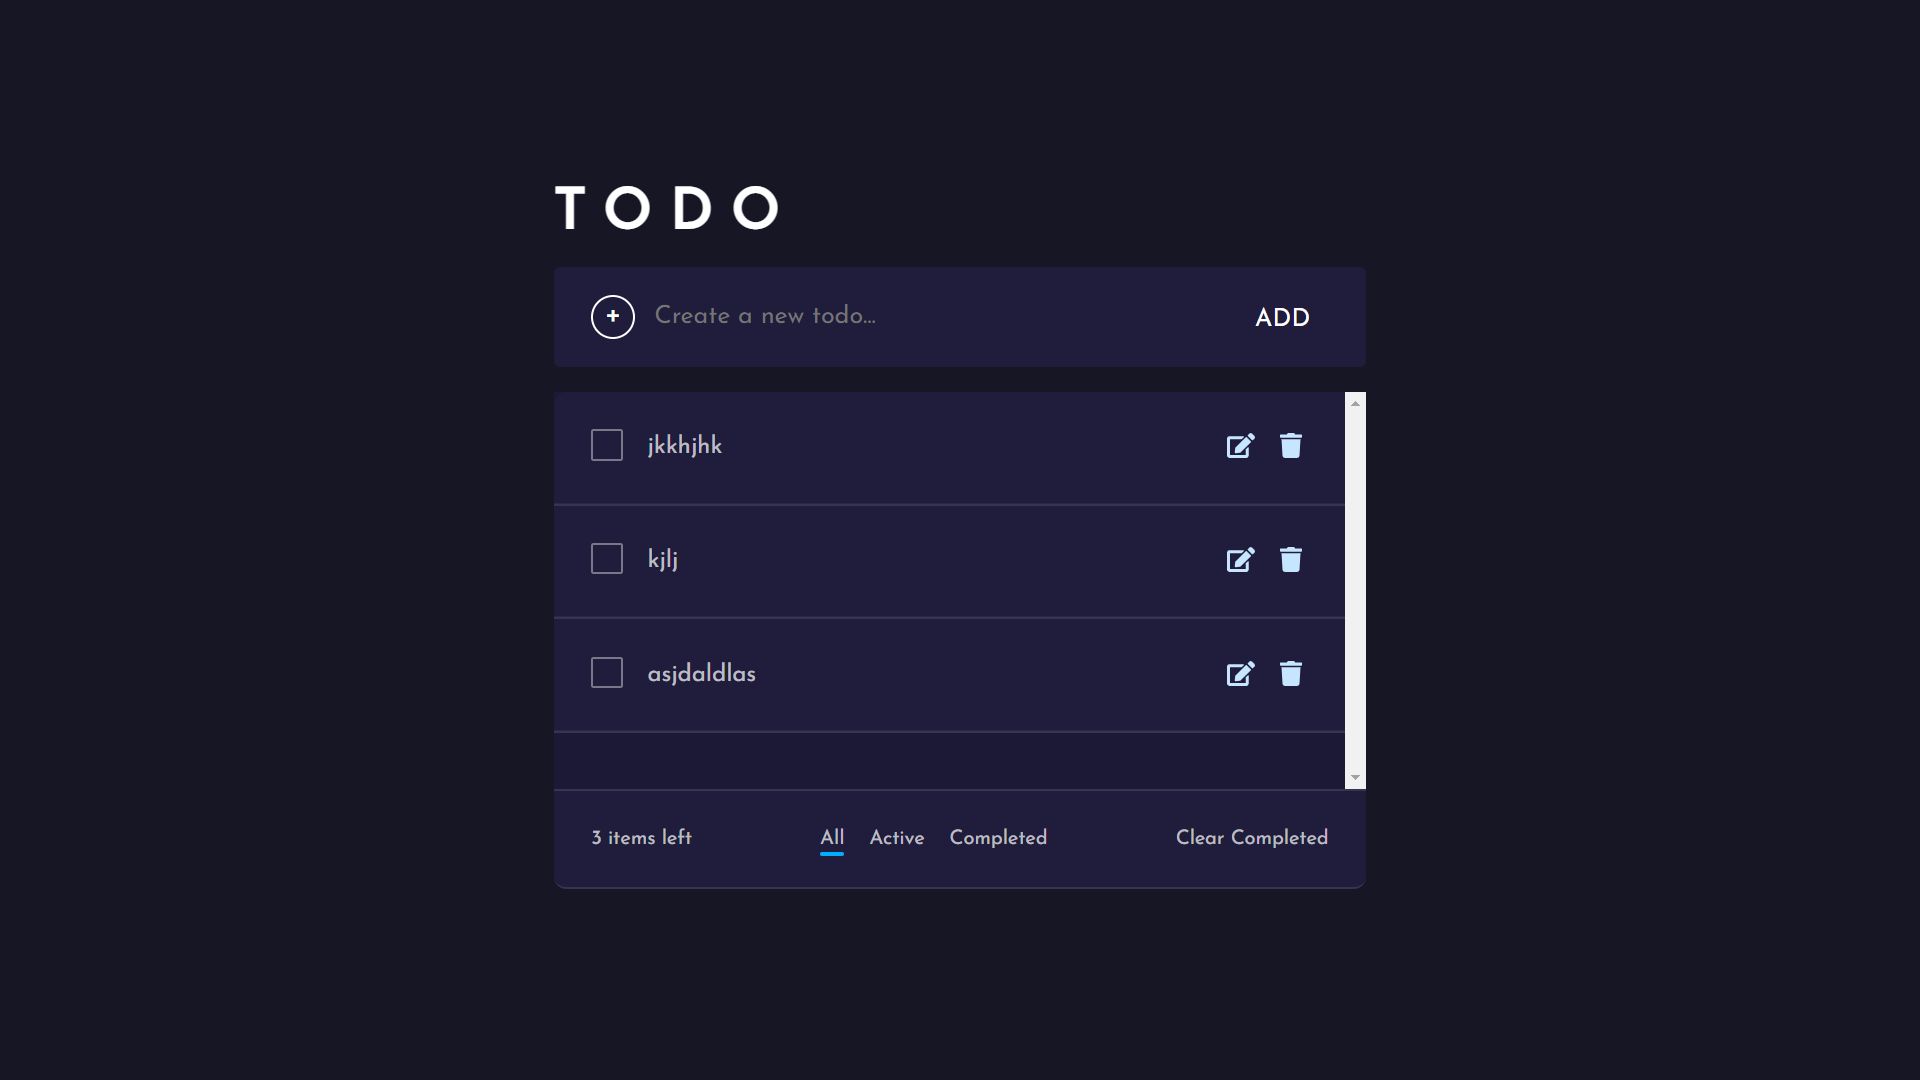 TODO
+ Create a new todo... ADD
jkkhjhk
kjlj
asjdaldlas
3 items left All Active Completed Clear Completed